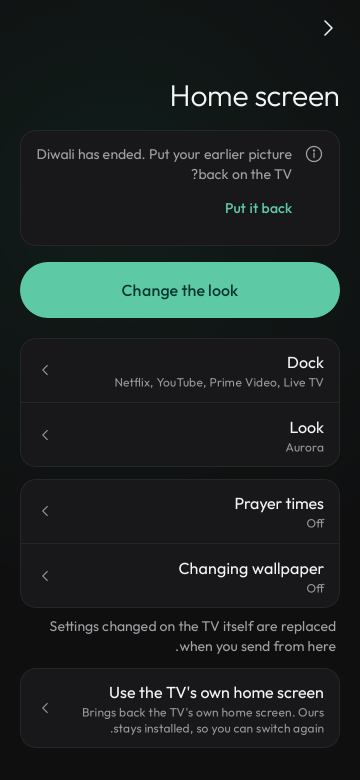 Home screen
Diwali has ended. Put your earlier picture
?back on the TV
Put it back
Change the look
Dock
Netflix, YouTube, Prime Video, Live TV
Look
Aurora
Prayer times
Off
Changing wallpaper
Off
Settings changed on the TV itself are replaced
.when you send from here
Use the TV's own home screen
Brings back the TV's own home screen. Ours
.stays installed, so you can switch again